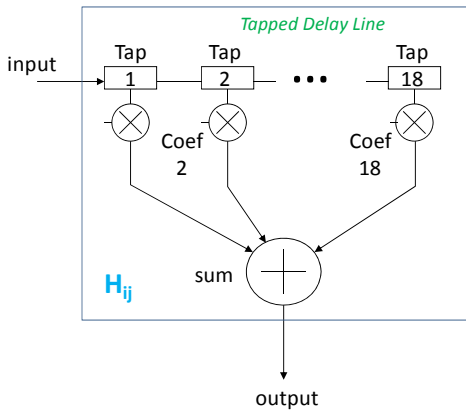 Tapped Delay Line
Tap Tap Tap
input
1 2 ••• 18
Coef Coef
2 18
sum
Hij
output